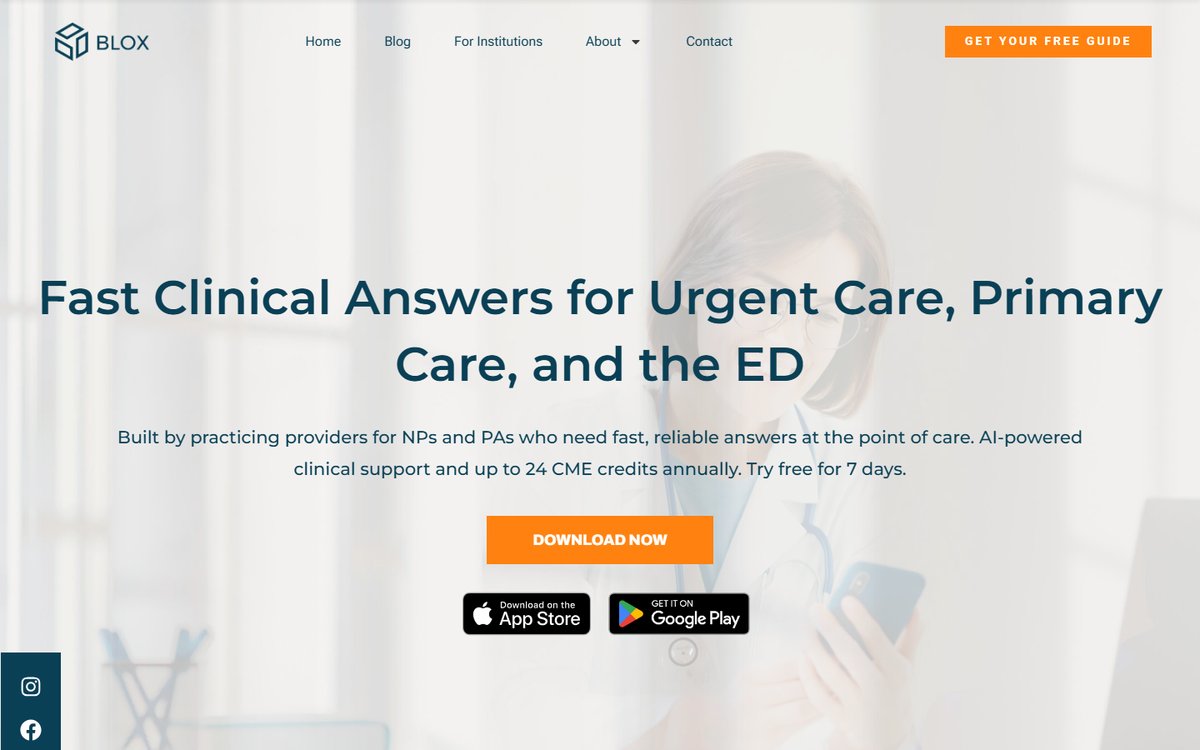 BLOX
Home
Blog
For Institutions
About
Contact
GET YOUR FREE GUIDE
Fast Clinical Answers for Urgent Care, Primary
Care, and the ED
Built by practicing providers for NPs and PAs who need fast, reliable answers at the point of care. AI-powered
clinical support and up to 24 CME credits annually. Try free for 7 days.
DOWNLOAD NOW
Download on the
App Store
GET IT ON
Google Play